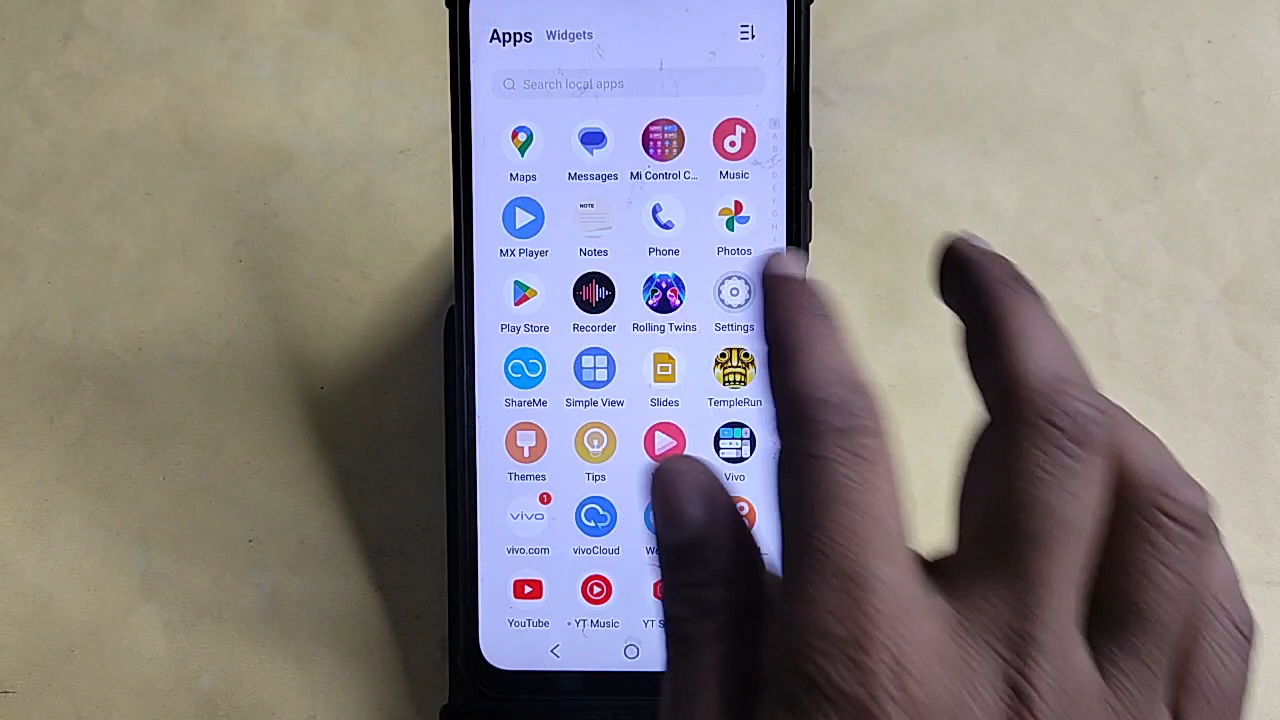 Apps Widgets
Search local apps
Maps Messages Mi Control C... Music
NOTE
MX Player Notes Phone Photos
Play Store Recorder Rolling Twins Settings
ShareMe Simple View Slides TempleRun
Themes Tips Vivo
vivo 1
vivo.com vivoCloud We
YouTube YT Music YT S